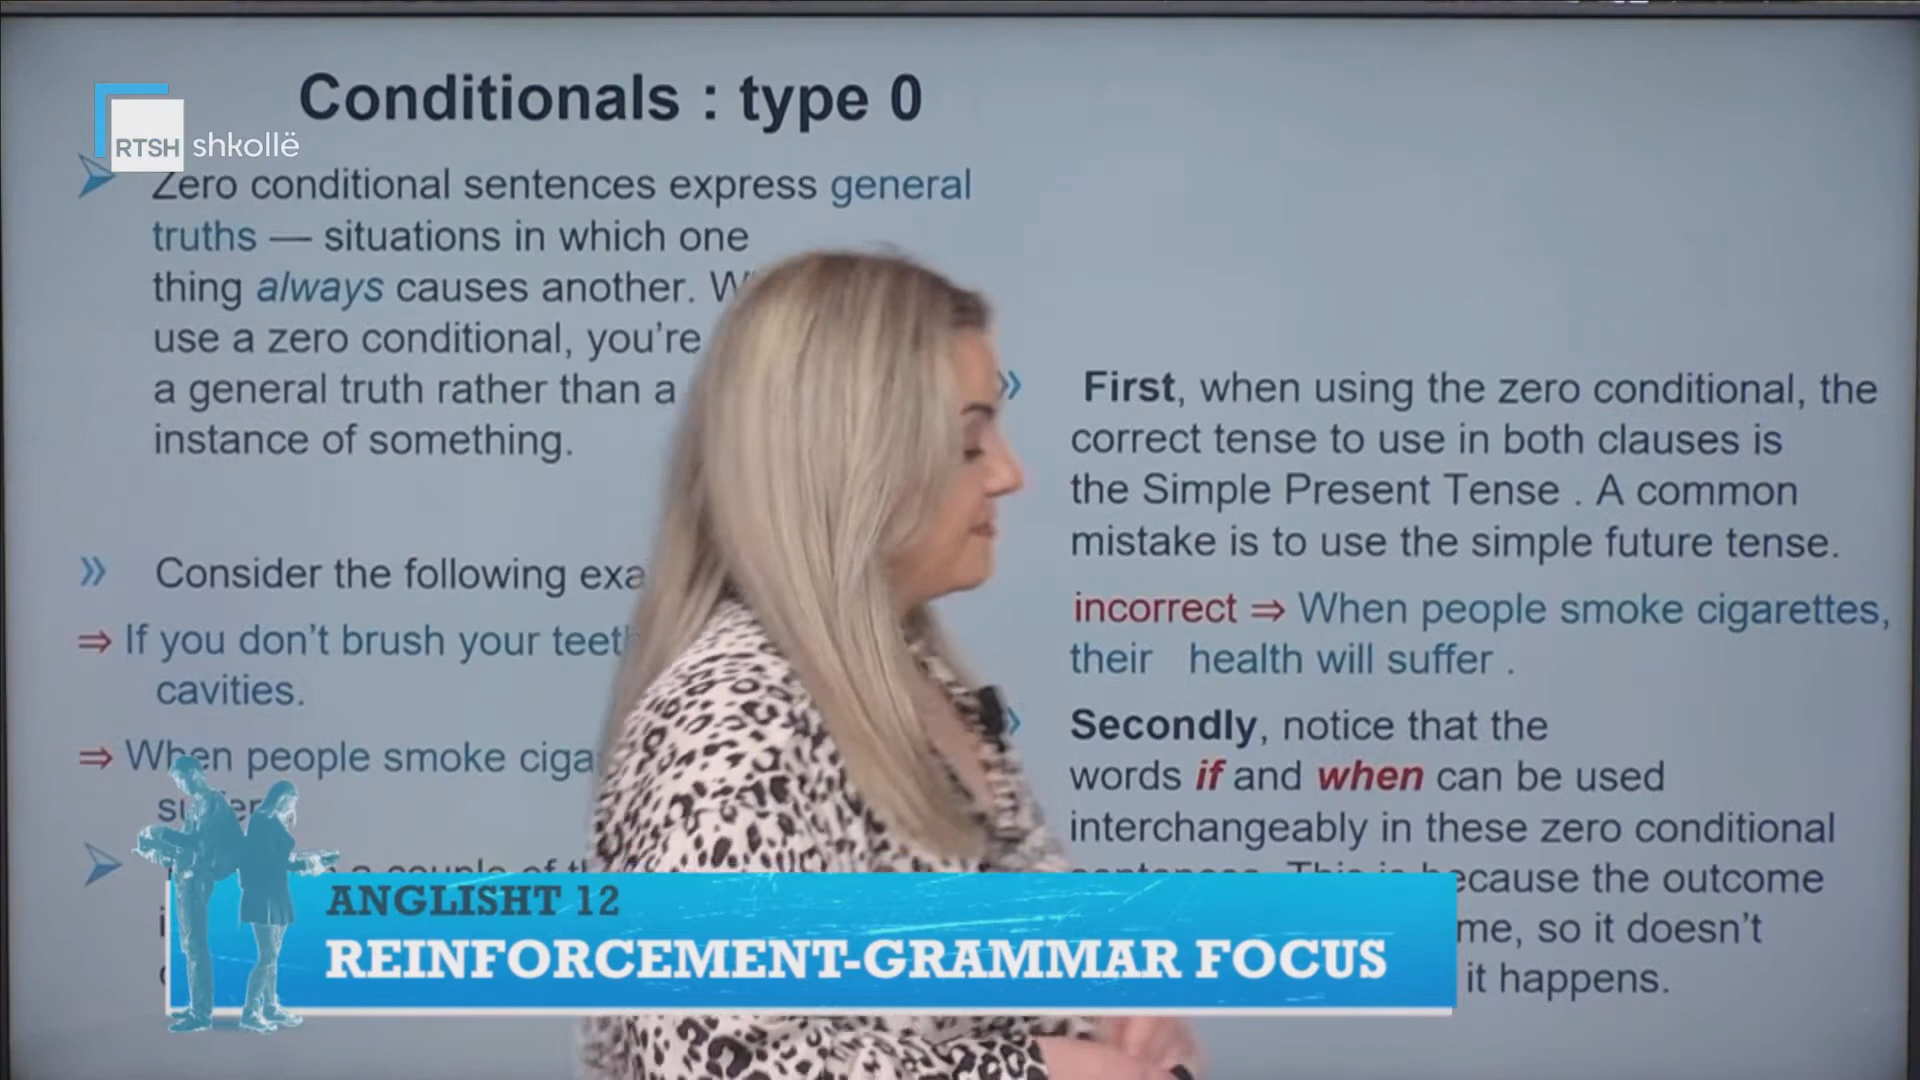 Conditionals : type 0
RTSH shkollë
Zero conditional sentences express general
truths — situations in which one
thing always causes another.
use a zero conditional, you’re
a general truth rather than a
instance of something.
» Consider the following
⇒ If you don’t brush your
cavities.
⇒ When people smoke
» First, when using the zero conditional, the
correct tense to use in both clauses is
the Simple Present Tense . A common
mistake is to use the simple future tense.
incorrect ⇒ When people smoke cigarettes,
their health will suffer .
» Secondly, notice that the
words if and when can be used
interchangeably in these zero conditional
because the outcome
so it doesn’t
it happens.
ANGLISHT 12
REINFORCEMENT-GRAMMAR FOCUS